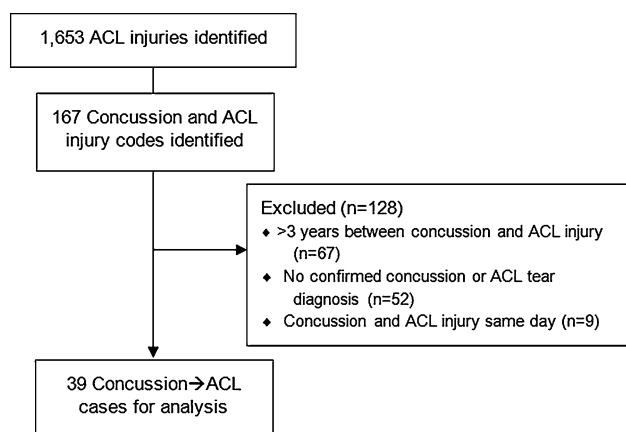 1,653 ACL injuries identified
167 Concussion and ACL
injury codes identified
Excluded (n=128)
♦ >3 years between concussion and ACL injury
(n=67)
♦ No confirmed concussion or ACL tear
diagnosis (n=52)
♦ Concussion and ACL injury same day (n=9)
39 Concussion→ACL
cases for analysis